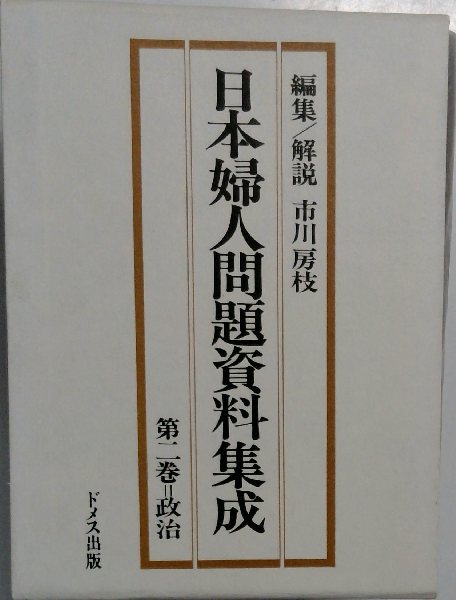 編集/解説 市川房枝
日本婦人問題資料集成
第二巻=政治
ドメス出版